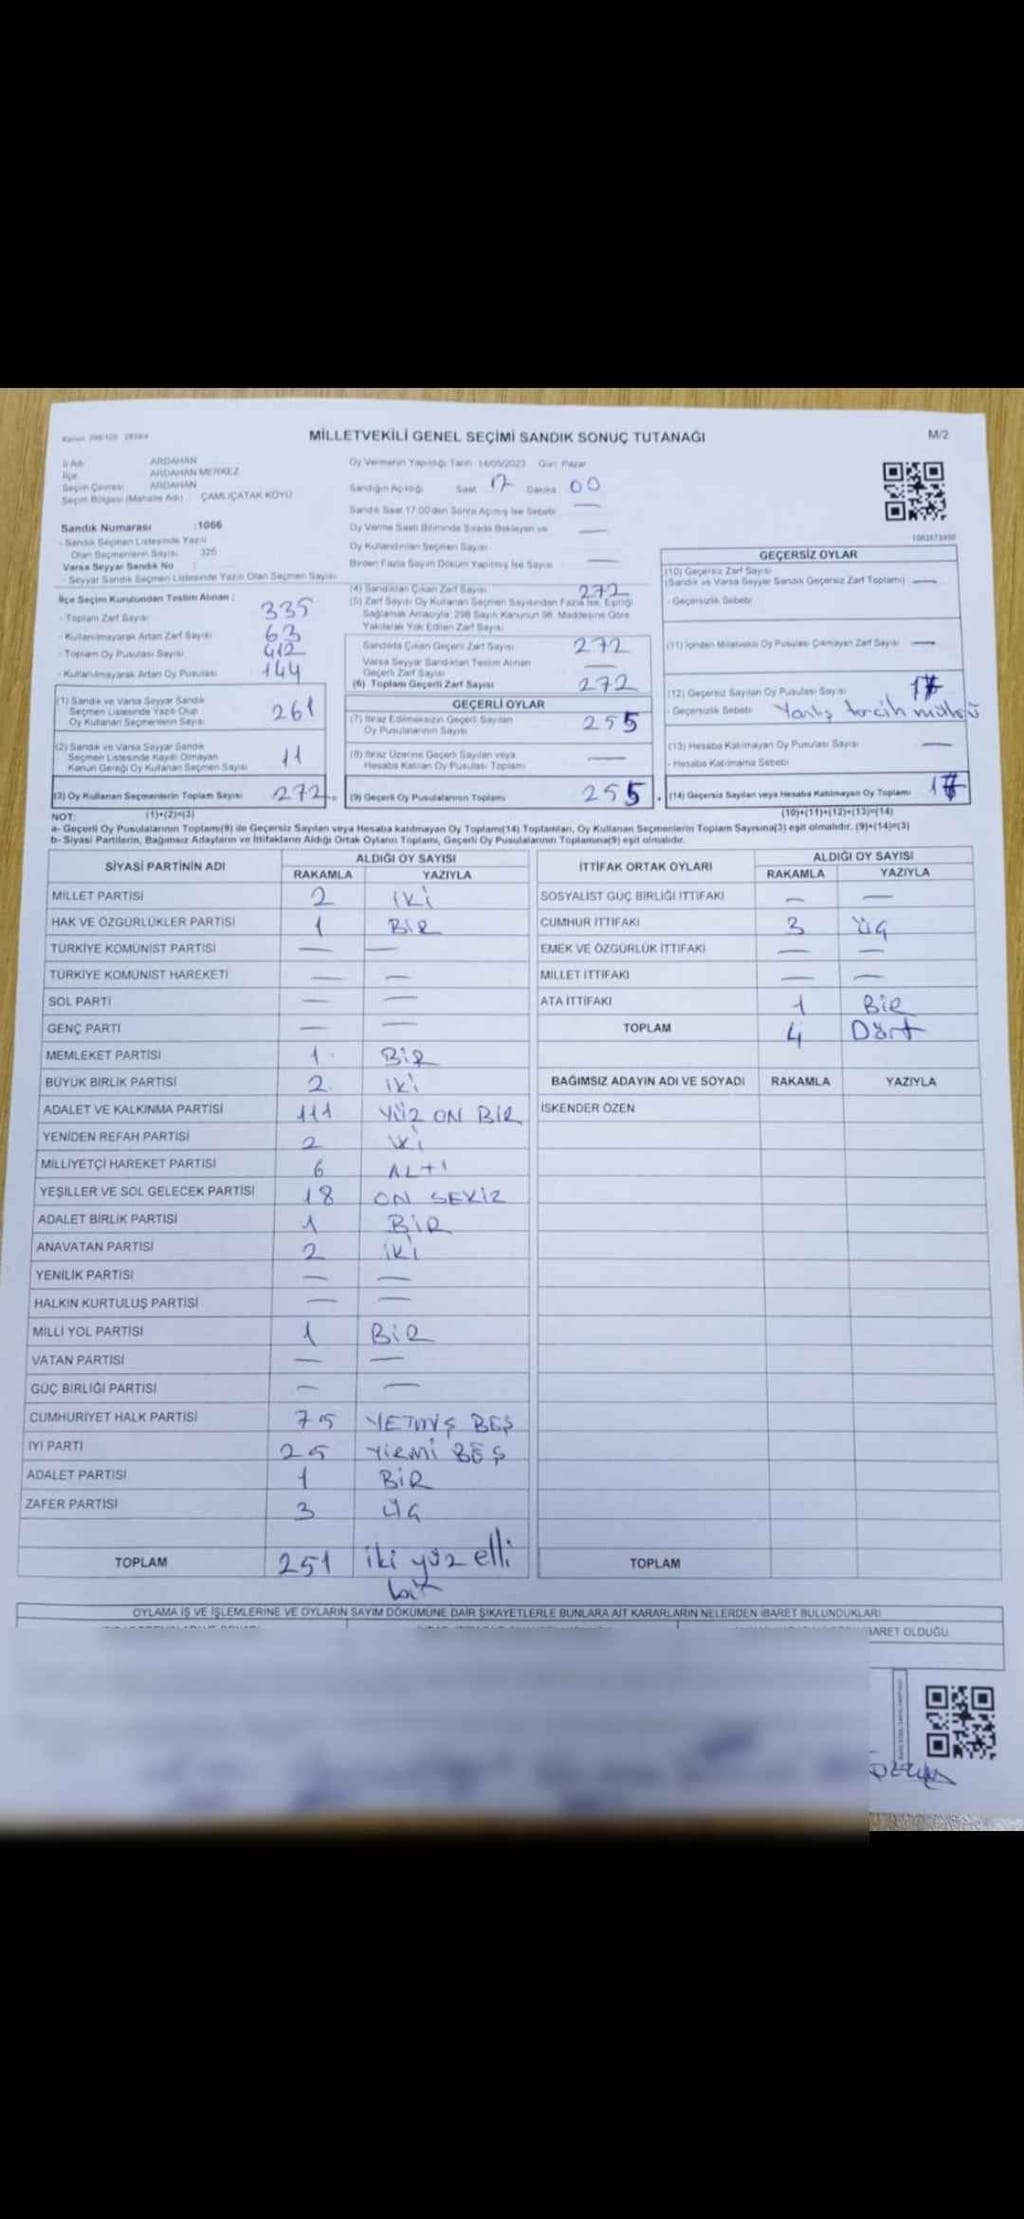 Kanun 298/105 2839/4
MİLLETVEKİLİ GENEL SEÇİMİ SANDIK SONUÇ TUTANAĞI
M/2
İl Adı ARDAHAN
İlçe ARDAHAN MERKEZ
Seçim Çevresi ARDAHAN
Seçim Bölgesi (Mahalle Adı) ÇAMLIÇATAK KÖYÜ
Sandık Numarası :1066
- Sandık Seçmen Listesinde Yazılı
Olan Seçmenlerin Sayısı 325
Varsa Seyyar Sandık No :
- Seyyar Sandık Seçmen Listesinde Yazılı Olan Seçmen Sayısı
Oy Vermenin Yapıldığı Tarih 14/05/2023 Gün: Pazar
Sandığın Açıldığı Saat 17 Dakika 00
Sandık Saat 17:00'den Sonra Açılmış İse Sebebi —
Oy Verme Saati Bitiminde Sırada Bekleyen ve
Oy Kullandırılan Seçmen Sayısı —
Birden Fazla Sayım Döküm Yapılmış İse Sayısı —
İlçe Seçim Kurulundan Teslim Alınan ;
- Toplam Zarf Sayısı 335
- Kullanılmayarak Artan Zarf Sayısı 63
- Toplam Oy Pusulası Sayısı 412
- Kullanılmayarak Artan Oy Pusulası 144
(1) Sandık ve Varsa Seyyar Sandık
Seçmen Listesinde Yazılı Olup
Oy Kullanan Seçmenlerin Sayısı 261
(2) Sandık ve Varsa Seyyar Sandık
Seçmen Listesinde Kaydı Olmayan
Kanun Gereği Oy Kullanan Seçmen Sayısı 11
(3) Oy Kullanan Seçmenlerin Toplam Sayısı 272
(1)+(2)=(3)
(4) Sandıktan Çıkan Zarf Sayısı 272
(5) Zarf Sayısı Oy Kullanan Seçmen Sayısından Fazla İse, Eşitliği
Sağlamak Amacıyla 298 Sayılı Kanunun 98. Maddesine Göre
Yakılarak Yok Edilen Zarf Sayısı
Sandıkta Çıkan Geçerli Zarf Sayısı 272
Varsa Seyyar Sandıktan Teslim Alınan
Geçerli Zarf Sayısı —
(6) Toplam Geçerli Zarf Sayısı 272
GEÇERLİ OYLAR
(7) İtiraz Edilmeksizin Geçerli Sayılan
Oy Pusulalarının Sayısı 255
(8) İtiraz Üzerine Geçerli Sayılan veya
Hesaba Katılan Oy Pusulası Toplamı —
(9) Geçerli Oy Pusulalarının Toplamı 255
1063673950
GEÇERSİZ OYLAR
(10) Geçersiz Zarf Sayısı
(Sandık ve Varsa Seyyar Sandık Geçersiz Zarf Toplamı) —
- Geçersizlik Sebebi
(11) İçinden Milletvekili Oy Pusulası Çıkmayan Zarf Sayısı —
(12) Geçersiz Sayılan Oy Pusulası Sayısı 17
- Geçersizlik Sebebi Yanlış tercih mührü
(13) Hesaba Katılmayan Oy Pusulası Sayısı —
- Hesaba Katılmama Sebebi
(14) Geçersiz Sayılan veya Hesaba Katılmayan Oy Toplamı 17
(10)+(11)+(12)+(13)=(14)
NOT:
a- Geçerli Oy Pusulalarının Toplamı(9) ile Geçersiz Sayılan veya Hesaba katılmayan Oy Toplamı(14) Toplamları, Oy Kullanan Seçmenlerin Toplam Sayısına(3) eşit olmalıdır. (9)+(14)=(3)
b- Siyasi Partilerin, Bağımsız Adayların ve İttifakların Aldığı Oyların Toplamı, Geçerli Oy Pusulalarının Toplamına(9) eşit olmalıdır.
SİYASİ PARTİNİN ADI ALDIĞI OY SAYISI
RAKAMLA YAZIYLA
MİLLET PARTİSİ 2 iki
HAK VE ÖZGÜRLÜKLER PARTİSİ 1 BİR
TÜRKİYE KOMÜNİST PARTİSİ — —
TÜRKİYE KOMÜNİST HAREKETİ — —
SOL PARTİ — —
GENÇ PARTİ — —
MEMLEKET PARTİSİ 1 BİR
BÜYÜK BİRLİK PARTİSİ 2 iki
ADALET VE KALKINMA PARTİSİ 111 YÜZ ON BİR
YENİDEN REFAH PARTİSİ 2 iki
MİLLİYETÇİ HAREKET PARTİSİ 6 ALTI
YEŞİLLER VE SOL GELECEK PARTİSİ 18 ON SEKİZ
ADALET BİRLİK PARTİSİ 1 BİR
ANAVATAN PARTİSİ 2 iki
YENİLİK PARTİSİ — —
HALKIN KURTULUŞ PARTİSİ — —
MİLLİ YOL PARTİSİ 1 BİR
VATAN PARTİSİ — —
GÜÇ BİRLİĞİ PARTİSİ — —
CUMHURİYET HALK PARTİSİ 75 YETMİŞ BEŞ
İYİ PARTİ 25 YİRMİ BEŞ
ADALET PARTİSİ 1 BİR
ZAFER PARTİSİ 3 ÜÇ
TOPLAM 251 iki yüz elli
bir
İTTİFAK ORTAK OYLARI ALDIĞI OY SAYISI
RAKAMLA YAZIYLA
SOSYALİST GÜÇ BİRLİĞİ İTTİFAKI — —
CUMHUR İTTİFAKI 3 üç
EMEK VE ÖZGÜRLÜK İTTİFAKI — —
MİLLET İTTİFAKI — —
ATA İTTİFAKI 1 Bir
TOPLAM 4 Dört
BAĞIMSIZ ADAYIN ADI VE SOYADI RAKAMLA YAZIYLA
İSKENDER ÖZEN
TOPLAM
OYLAMA İŞ VE İŞLEMLERİNE VE OYLARIN SAYIM DÖKÜMÜNE DAİR ŞİKAYETLERLE BUNLARA AİT KARARLARIN NELERDEN İBARET BULUNDUKLARI
BARET OLDUĞU